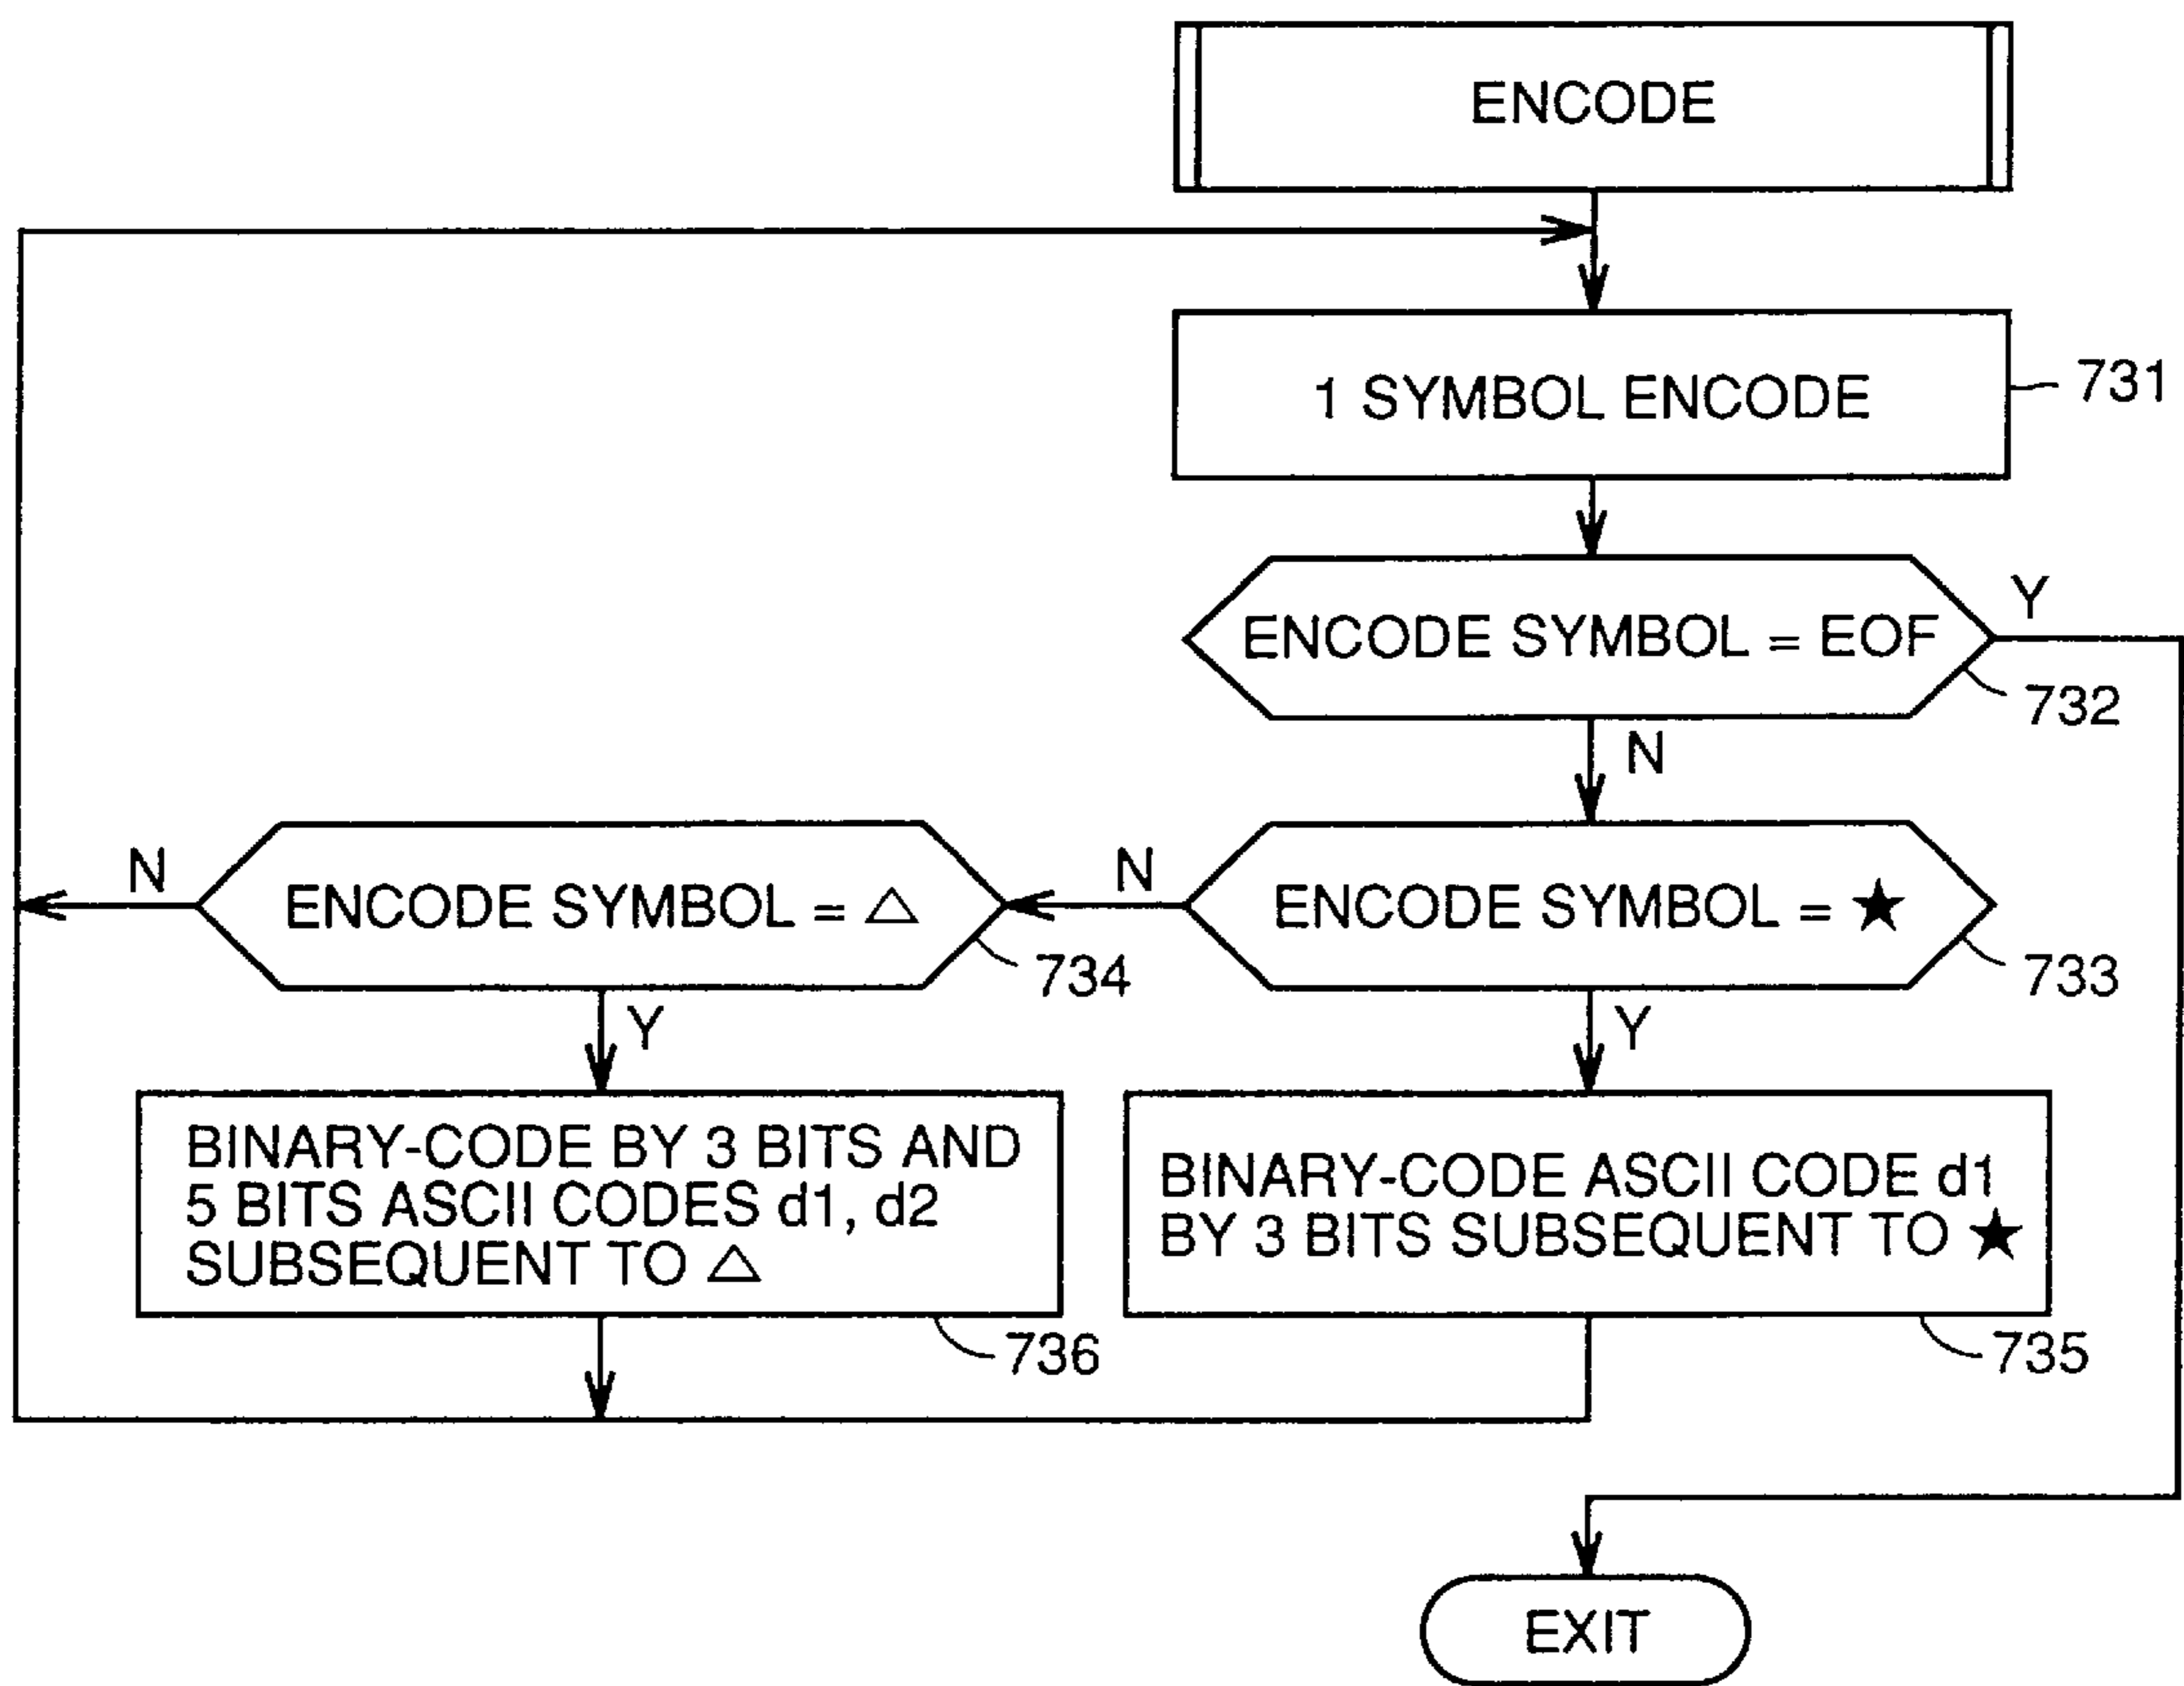 ENCODE
1 SYMBOL ENCODE
731
ENCODE SYMBOL = EOF
Y
732
N
ENCODE SYMBOL = ★
733
N
ENCODE SYMBOL = △
734
N
Y
Y
BINARY-CODE BY 3 BITS AND
5 BITS ASCII CODES d1, d2
SUBSEQUENT TO △
736
BINARY-CODE ASCII CODE d1
BY 3 BITS SUBSEQUENT TO ★
735
EXIT